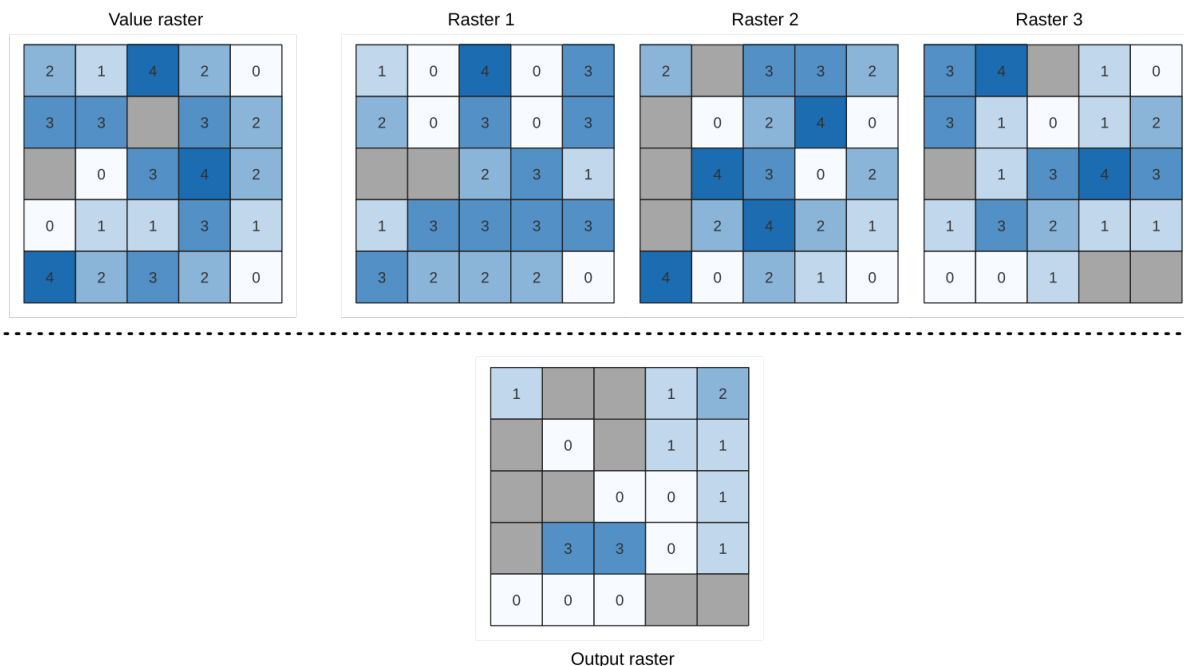 Value raster Raster 1 Raster 2 Raster 3
2 1 4 2 0 1 0 4 0 3 2 3 3 2 3 4 1 0
3 3 3 2 2 0 3 0 3 0 2 4 0 3 1 0 1 2
0 3 4 2 2 3 1 4 3 0 2 1 3 4 3
0 1 1 3 1 1 3 3 3 3 2 4 2 1 1 3 2 1 1
4 2 3 2 0 3 2 2 2 0 4 0 2 1 0 0 0 1
1 1 2
0 1 1
0 0 1
3 3 0 1
0 0 0
Output raster